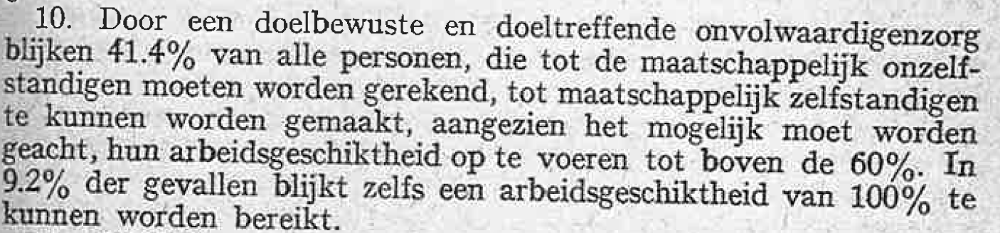 10. Door een doelbewuste en doeltreffende onvolwaardigenzorg
blijken 41.4% van alle personen, die tot de maatschappelijk onzelf-
standigen moeten worden gerekend, tot maatschappelijk zelfstandigen
te kunnen worden gemaakt, aangezien het mogelijk moet worden
geacht, hun arbeidsgeschiktheid op te voeren tot boven de 60%. In
9.2% der gevallen blijkt zelfs een arbeidsgeschiktheid van 100% te
kunnen worden bereikt.